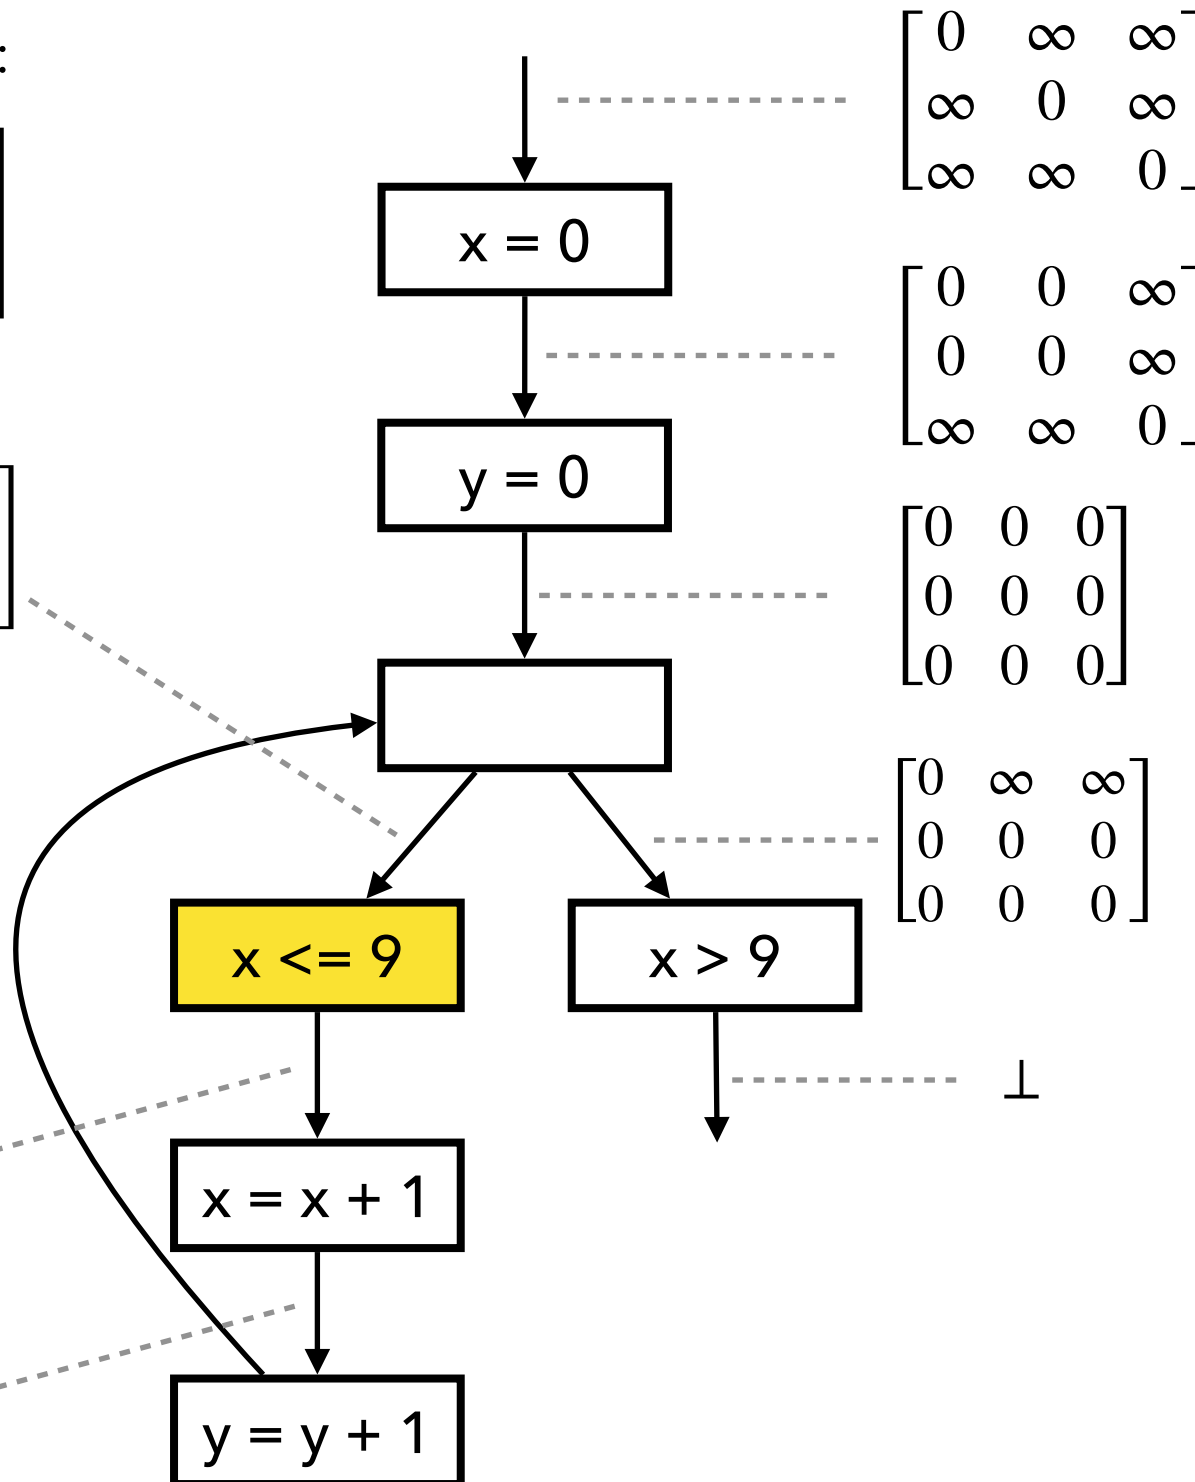 :
0 ∞ ∞
∞ 0 ∞
∞ ∞ 0
x = 0
0 0 ∞
0 0 ∞
∞ ∞ 0
y = 0
0 0 0
0 0 0
0 0 0
0 ∞ ∞
0 0 0
0 0 0
x <= 9
x > 9
⊥
x = x + 1
y = y + 1